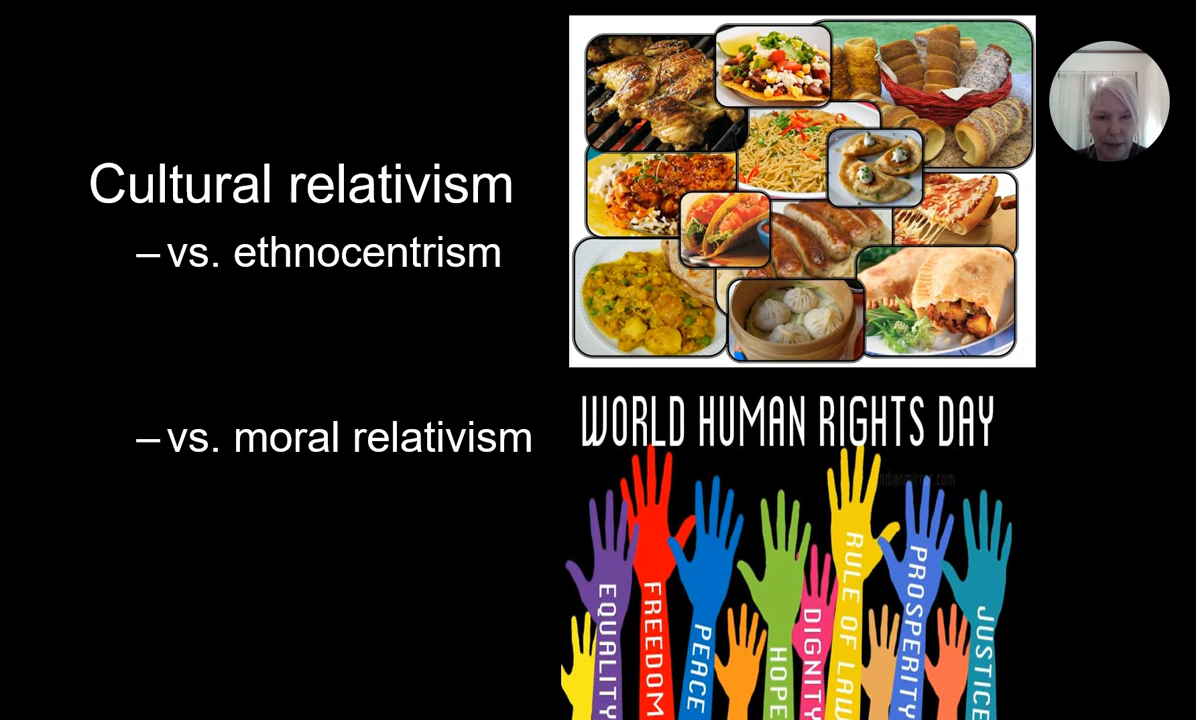 Cultural relativism
– vs. ethnocentrism
– vs. moral relativism
WORLD HUMAN RIGHTS DAY
EQUALITY
FREEDOM
PEACE
HOPE
DIGNITY
RULE OF LAW
PROSPERITY
JUSTICE